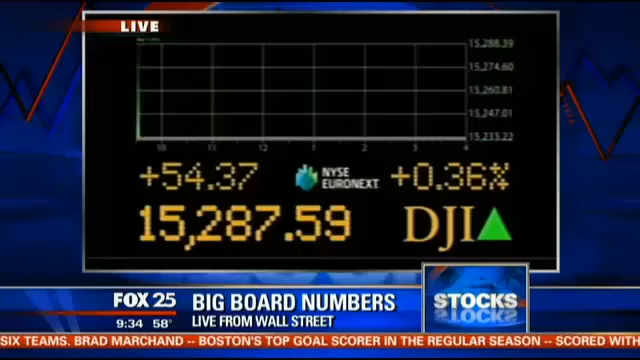 LIVE
15,288.39
15,274.60
15,260.81
15,247.01
15,233.22
10 11 12 1 2 3 4
+54.37 NYSE EURONEXT +0.36%
15,287.59 DJI
FOX 25 BIG BOARD NUMBERS STOCKS
9:34 58° LIVE FROM WALL STREET
SIX TEAMS. BRAD MARCHAND -- BOSTON'S TOP GOAL SCORER IN THE REGULAR SEASON -- SCORED WITH